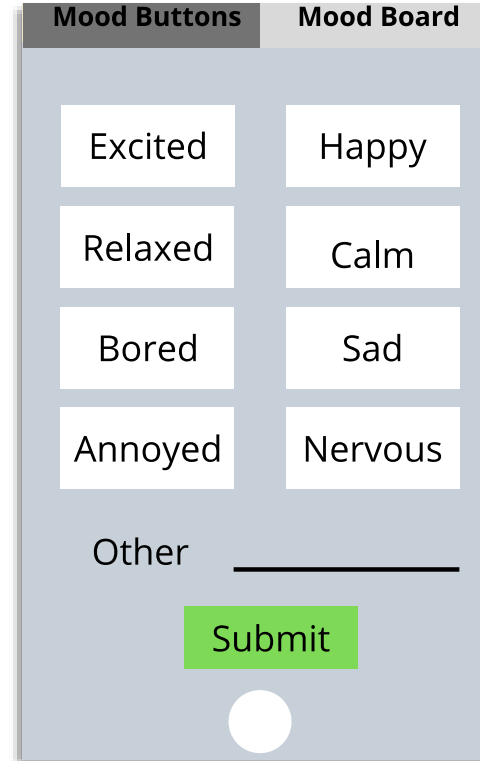 Mood Buttons Mood Board
Excited Happy
Relaxed Calm
Bored Sad
Annoyed Nervous
Other
Submit